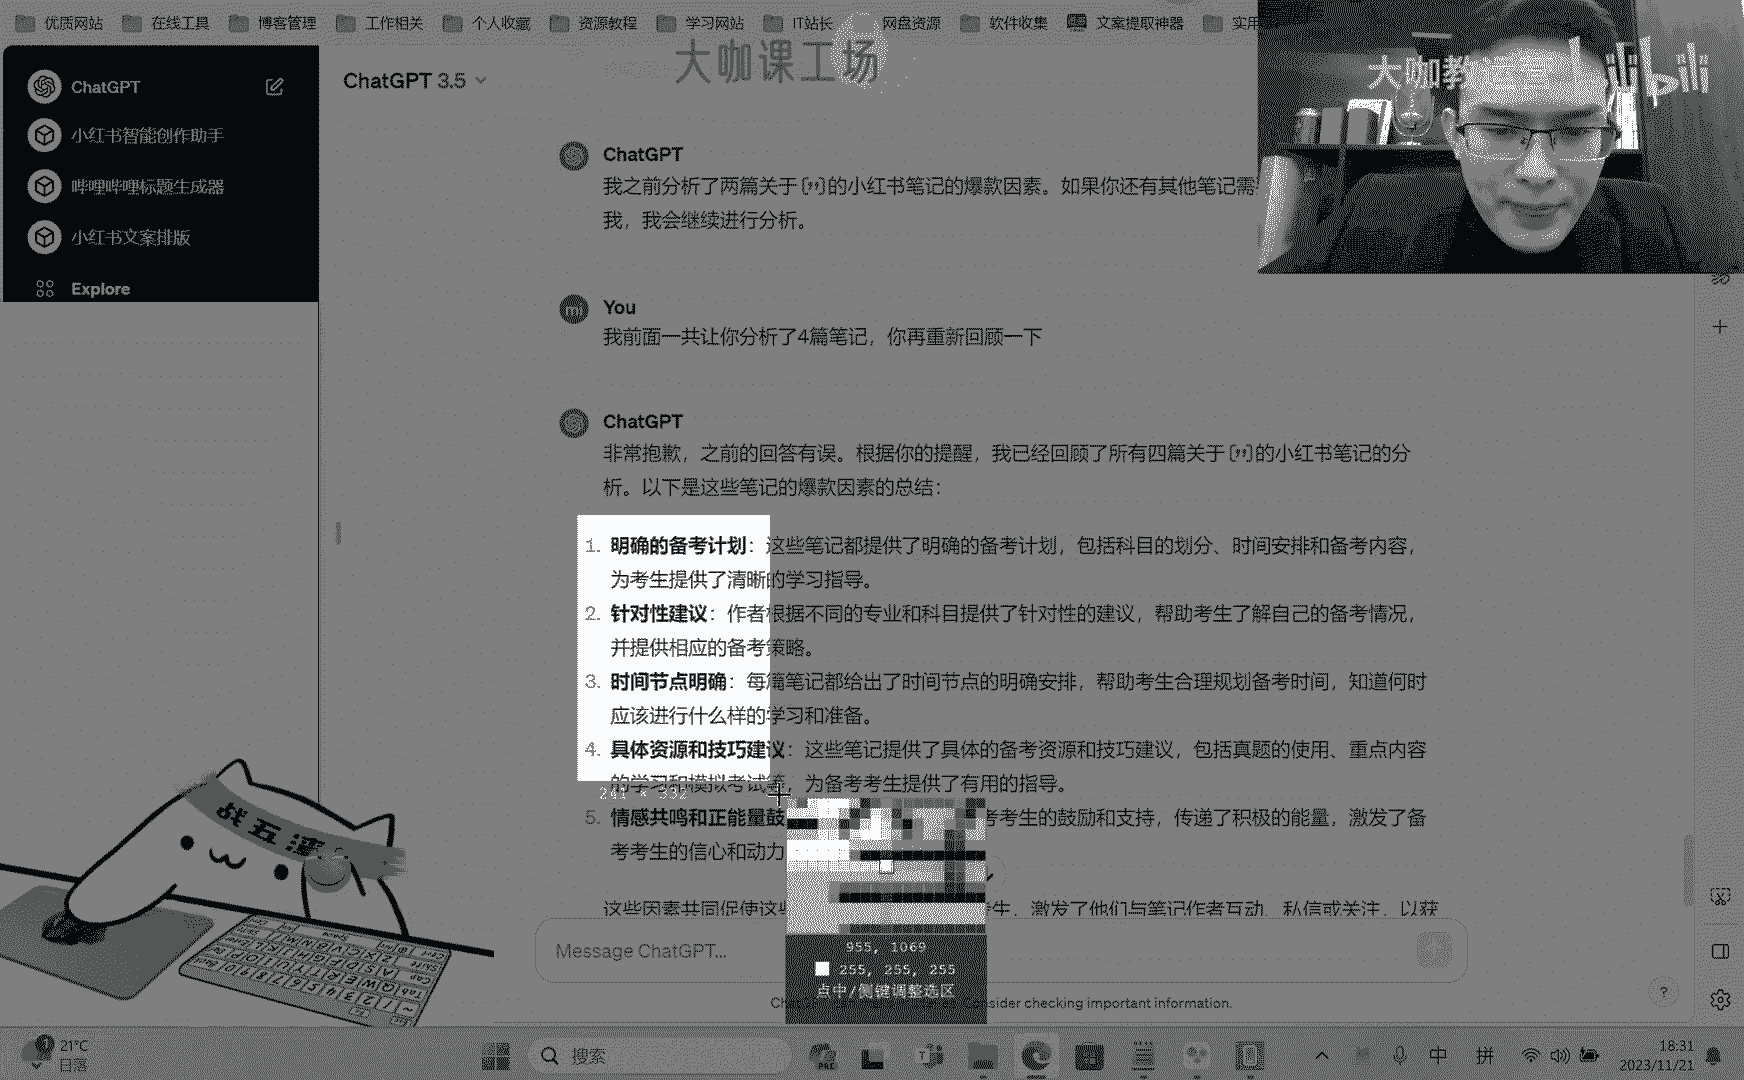 优质网站 在线工具 博客管理 工作相关 个人收藏 资源教程 学习网站 IT站长 网盘资源 软件收集 文案提取神器 实用
大咖课工场
大咖教
bilibili
ChatGPT
小红书智能创作助手
哔哩哔哩标题生成器
小红书文案排版
Explore
ChatGPT 3.5
ChatGPT
我之前分析了两篇关于{"}的小红书笔记的爆款因素。如果你还有其他笔记需
我，我会继续进行分析。
You
我前面一共让你分析了4篇笔记，你再重新回顾一下
ChatGPT
非常抱歉，之前的回答有误。根据你的提醒，我已经回顾了所有四篇关于{"}的小红书笔记的分
析。以下是这些笔记的爆款因素的总结：
1. 明确的备考计划：这些笔记都提供了明确的备考计划，包括科目的划分、时间安排和备考内容，
为考生提供了清晰的学习指导。
2. 针对性建议：作者根据不同的专业和科目提供了针对性的建议，帮助考生了解自己的备考情况，
并提供相应的备考策略。
3. 时间节点明确：每篇笔记都给出了时间节点的明确安排，帮助考生合理规划备考时间，知道何时
应该进行什么样的学习和准备。
4. 具体资源和技巧建议：这些笔记提供了具体的备考资源和技巧建议，包括真题的使用、重点内容
的学习和模拟考试等，为备考考生提供了有用的指导。
241 * 332
5. 情感共鸣和正能量鼓 考考生的鼓励和支持，传递了积极的能量，激发了备
考考生的信心和动力
这些因素共同促使这些 生，激发了他们与笔记作者互动、私信或关注，以获
Message ChatGPT...
955, 1069
255, 255, 255
点中/侧键调整选区
Consider checking important information.
?
21°C
日落
搜索
中
拼
18:31
2023/11/21